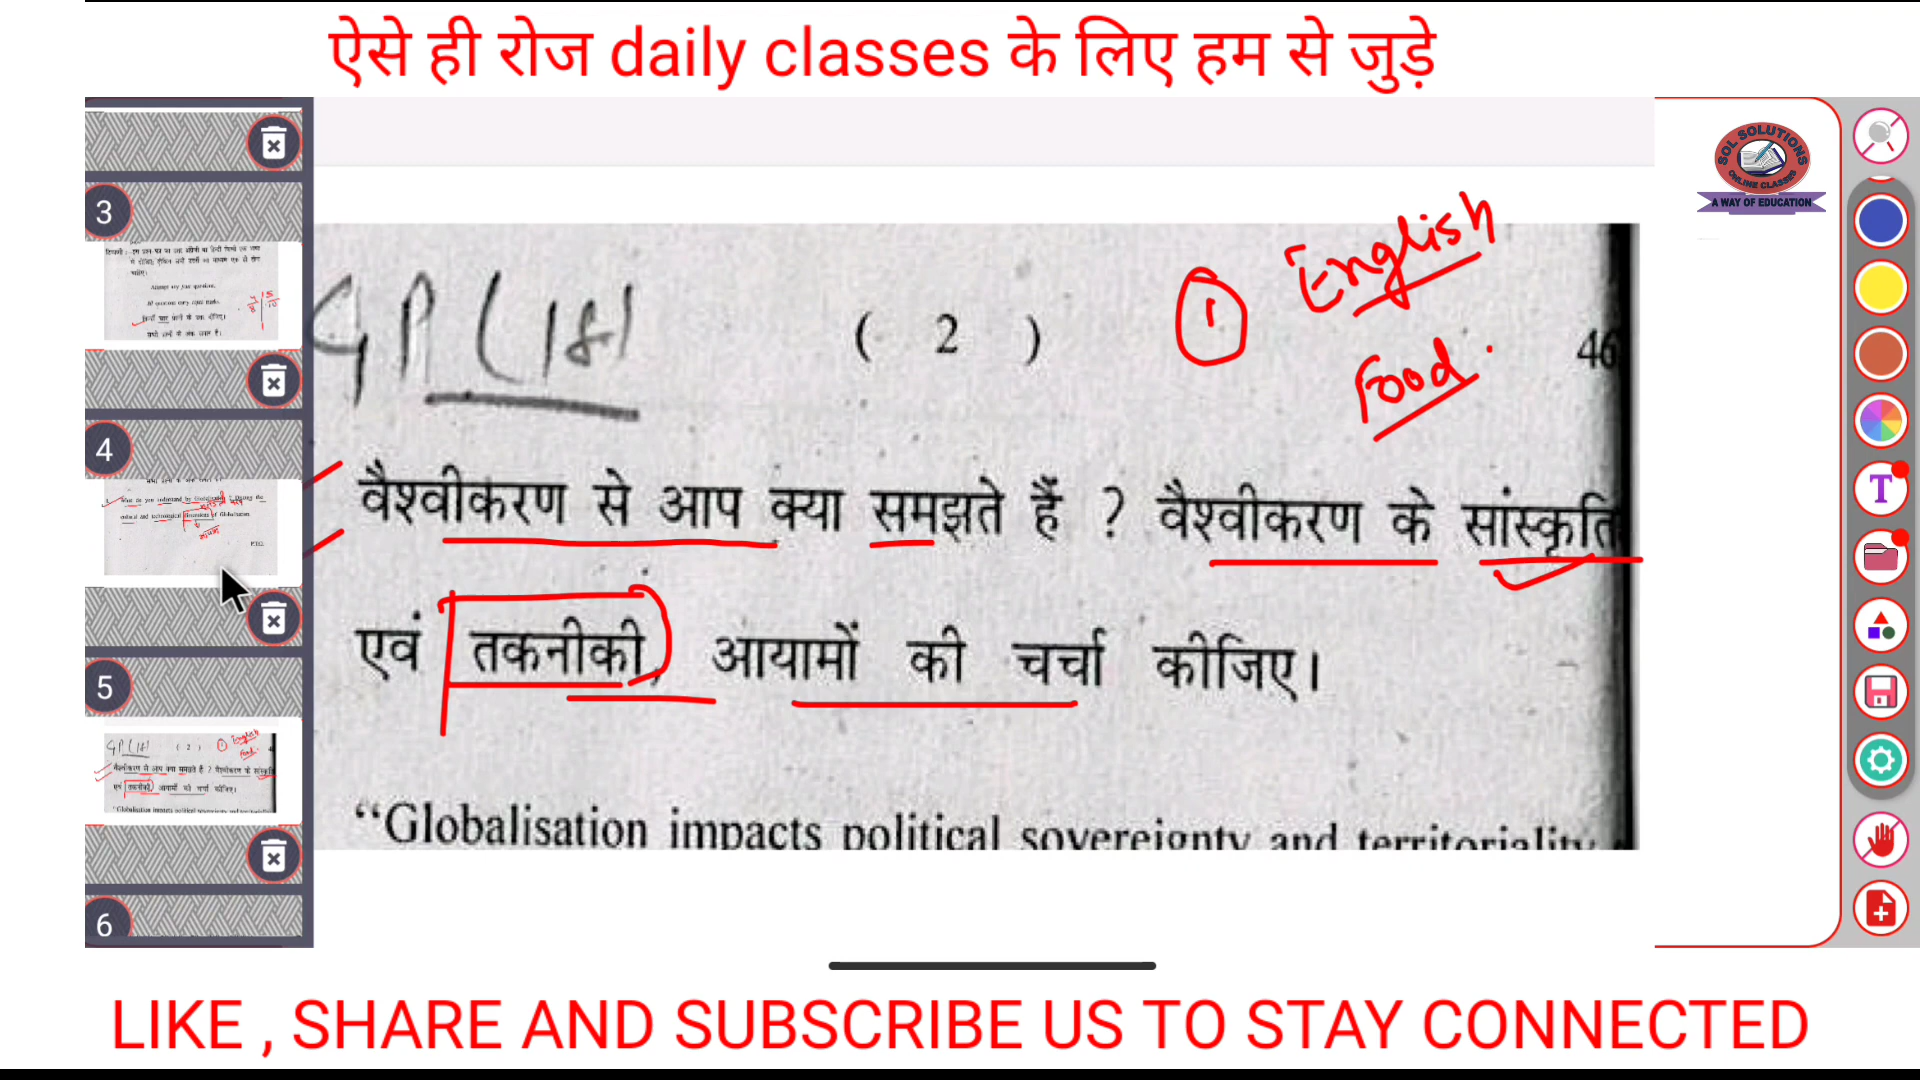 ऐसे ही रोज daily classes के लिए हम से जुड़े
SOL SOLUTIONS
ONLINE CLASSES
A WAY OF EDUCATION
3
4
5
6
GP (18)
( 2 )
46
1
English
Food.
वैश्वीकरण से आप क्या समझते हैं ? वैश्वीकरण के सांस्कृति
एवं तकनीकी, आयामों की चर्चा कीजिए।
“Globalisation impacts political sovereignty and territoriality
T
LIKE , SHARE AND SUBSCRIBE US TO STAY CONNECTED